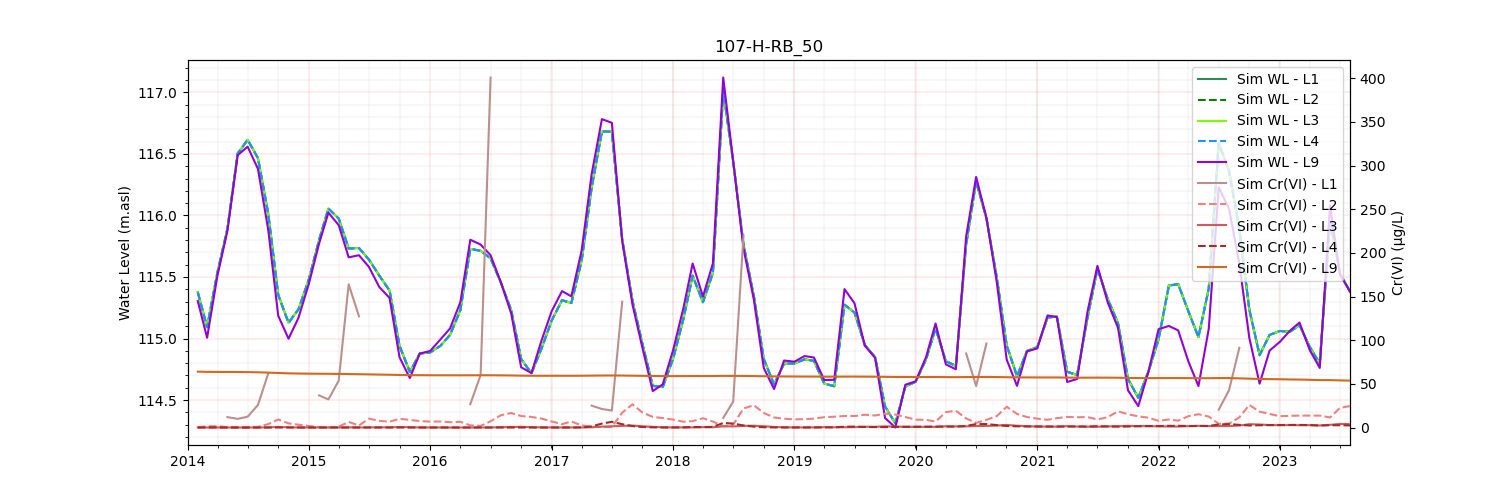 107-H-RB_50
Water Level (m.asl)
117.0
116.5
116.0
115.5
115.0
114.5
2014
2015
2016
2017
2018
2019
2020
2021
2022
2023
400
350
300
250
200
150
100
50
0
Cr(VI) (µg/L)
Sim WL - L1
Sim WL - L2
Sim WL - L3
Sim WL - L4
Sim WL - L9
Sim Cr(VI) - L1
Sim Cr(VI) - L2
Sim Cr(VI) - L3
Sim Cr(VI) - L4
Sim Cr(VI) - L9